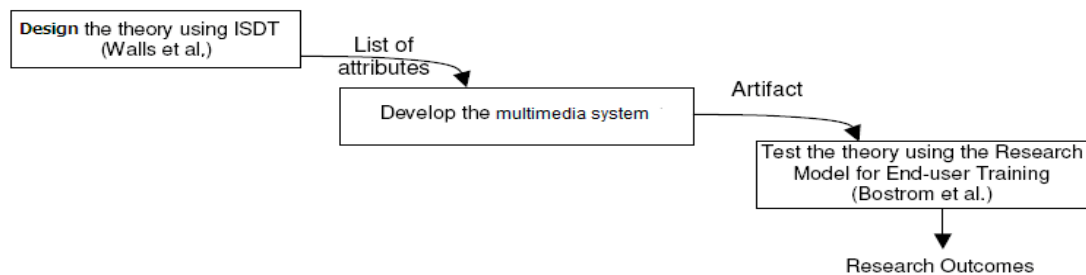 Design the theory using ISDT
(Walls et al,)
List of
attributes
Develop the multimedia system
Artifact
Test the theory using the Research
Model for End-user Training
(Bostrom et al.)
Research Outcomes